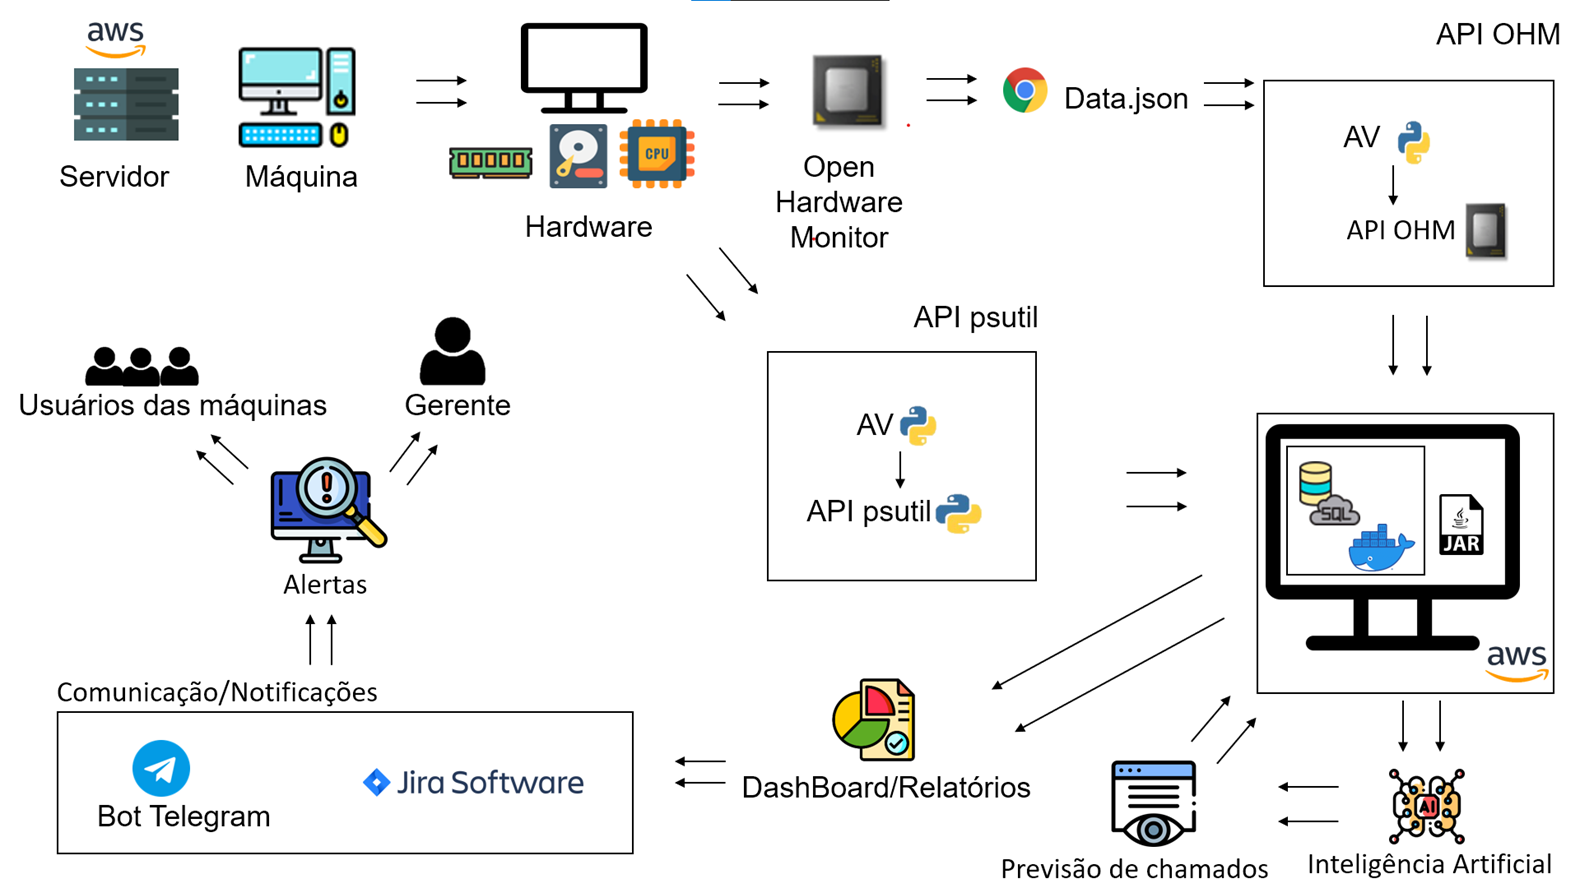 aws
API OHM
Servidor
Máquina
CPU
Hardware
Open
Hardware
Monitor
Data.json
AV
API OHM
API psutil
AV
API psutil
SQL
JAR
aws
Usuários das máquinas
Gerente
Alertas
Comunicação/Notificações
Bot Telegram
Jira Software
DashBoard/Relatórios
Previsão de chamados
AI
Inteligência Artificial